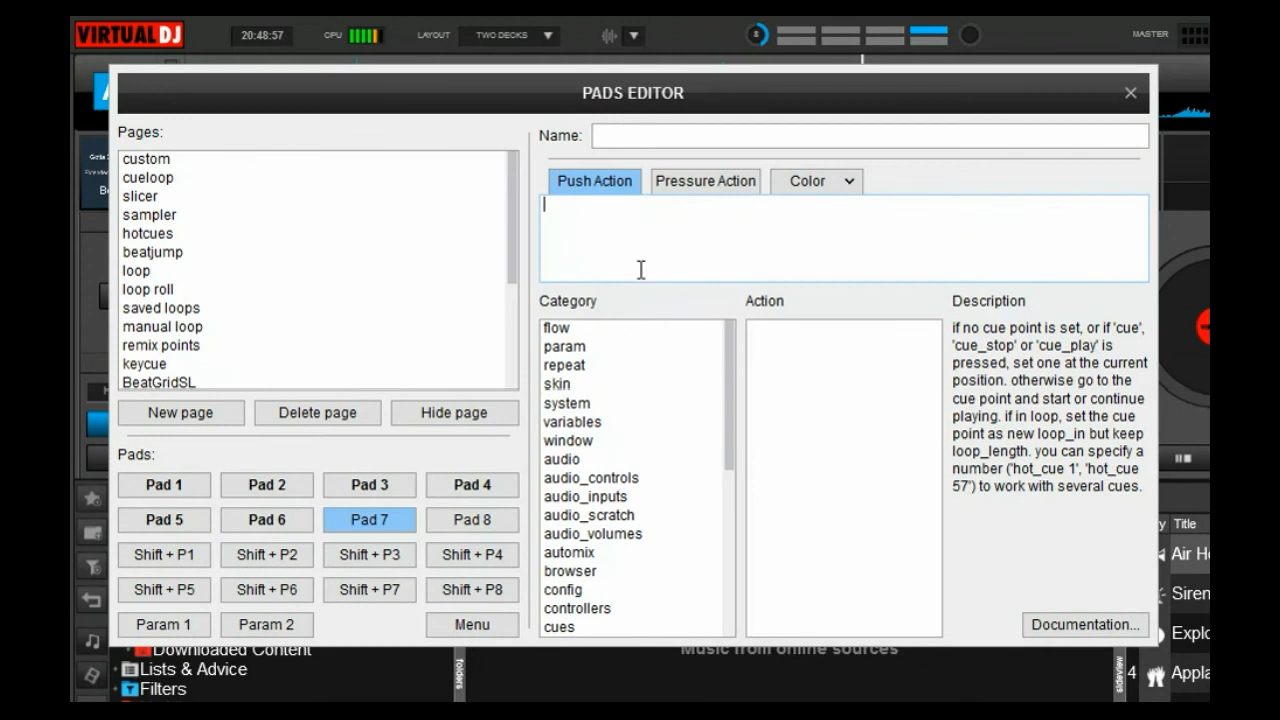 VIRTUAL DJ
20:48:57
CPU
LAYOUT
TWO DECKS
MASTER
PADS EDITOR
Pages:
custom
cueloop
slicer
sampler
hotcues
beatjump
loop
loop roll
saved loops
manual loop
remix points
keycue
BeatGridSL
New page
Delete page
Hide page
Pads:
Pad 1
Pad 2
Pad 3
Pad 4
Pad 5
Pad 6
Pad 7
Pad 8
Shift + P1
Shift + P2
Shift + P3
Shift + P4
Shift + P5
Shift + P6
Shift + P7
Shift + P8
Param 1
Param 2
Menu
Name:
Push Action
Pressure Action
Color
Category
flow
param
repeat
skin
system
variables
window
audio
audio_controls
audio_inputs
audio_scratch
audio_volumes
automix
browser
config
controllers
cues
Action
Description
if no cue point is set, or if 'cue',
'cue_stop' or 'cue_play' is
pressed, set one at the current
position. otherwise go to the
cue point and start or continue
playing. if in loop, set the cue
point as new loop_in but keep
loop_length. you can specify a
number ('hot_cue 1', 'hot_cue
57') to work with several cues.
Documentation...
Title
Air H
Siren
Explo
4 Appla
Downloaded Content
Lists & Advice
Filters
folders
Music from online sources
sideview